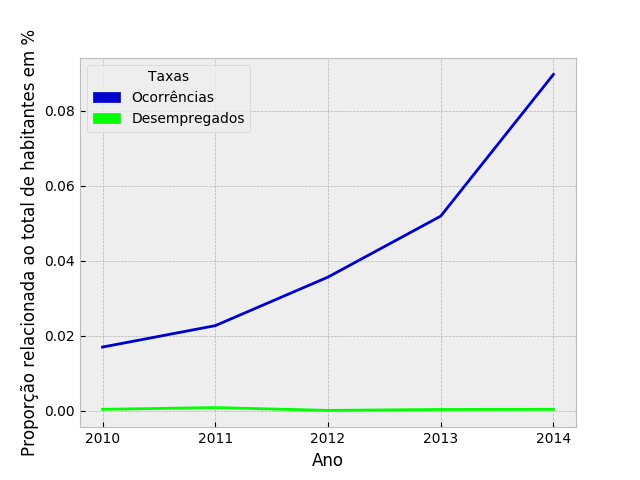 Proporção relacionada ao total de habitantes em %
Taxas
Ocorrências
Desempregados
0.08
0.06
0.04
0.02
0.00
2010 2011 2012 2013 2014
Ano